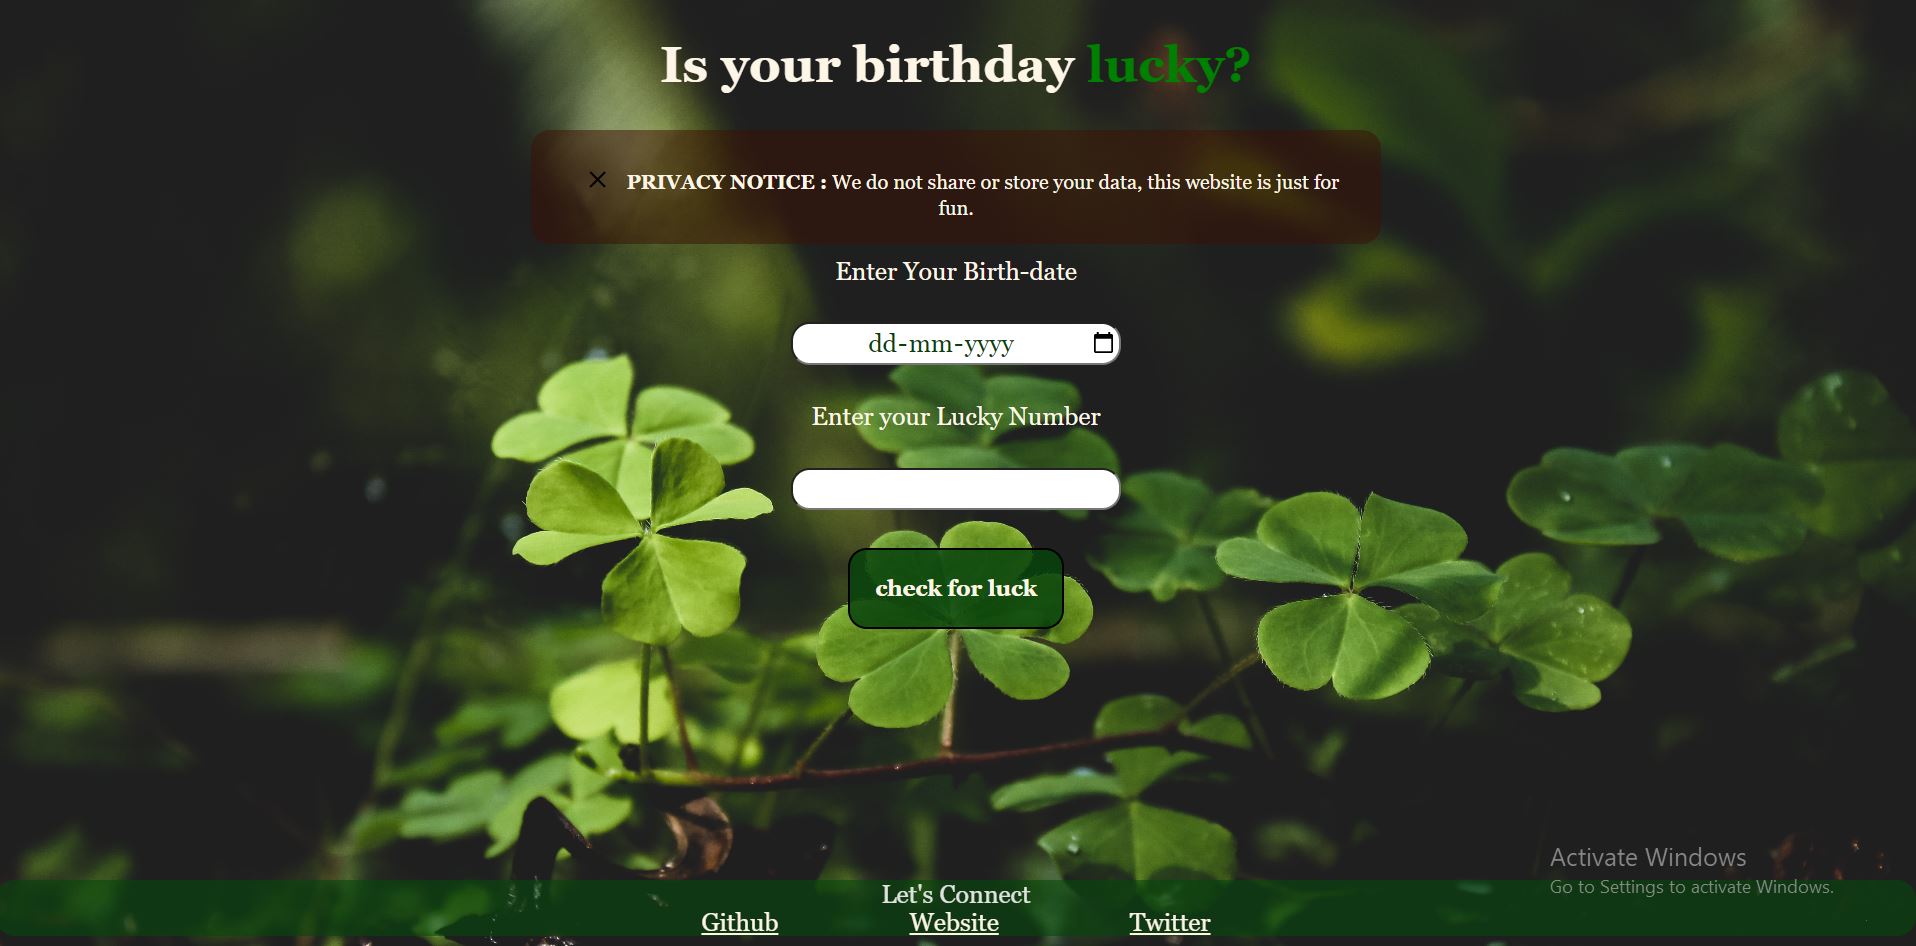 Is your birthday lucky?
PRIVACY NOTICE : We do not share or store your data, this website is just for
fun.
Enter Your Birth-date
dd-mm-yyyy
Enter your Lucky Number
check for luck
Activate Windows
Go to Settings to activate Windows.
Let's Connect
Github Website Twitter